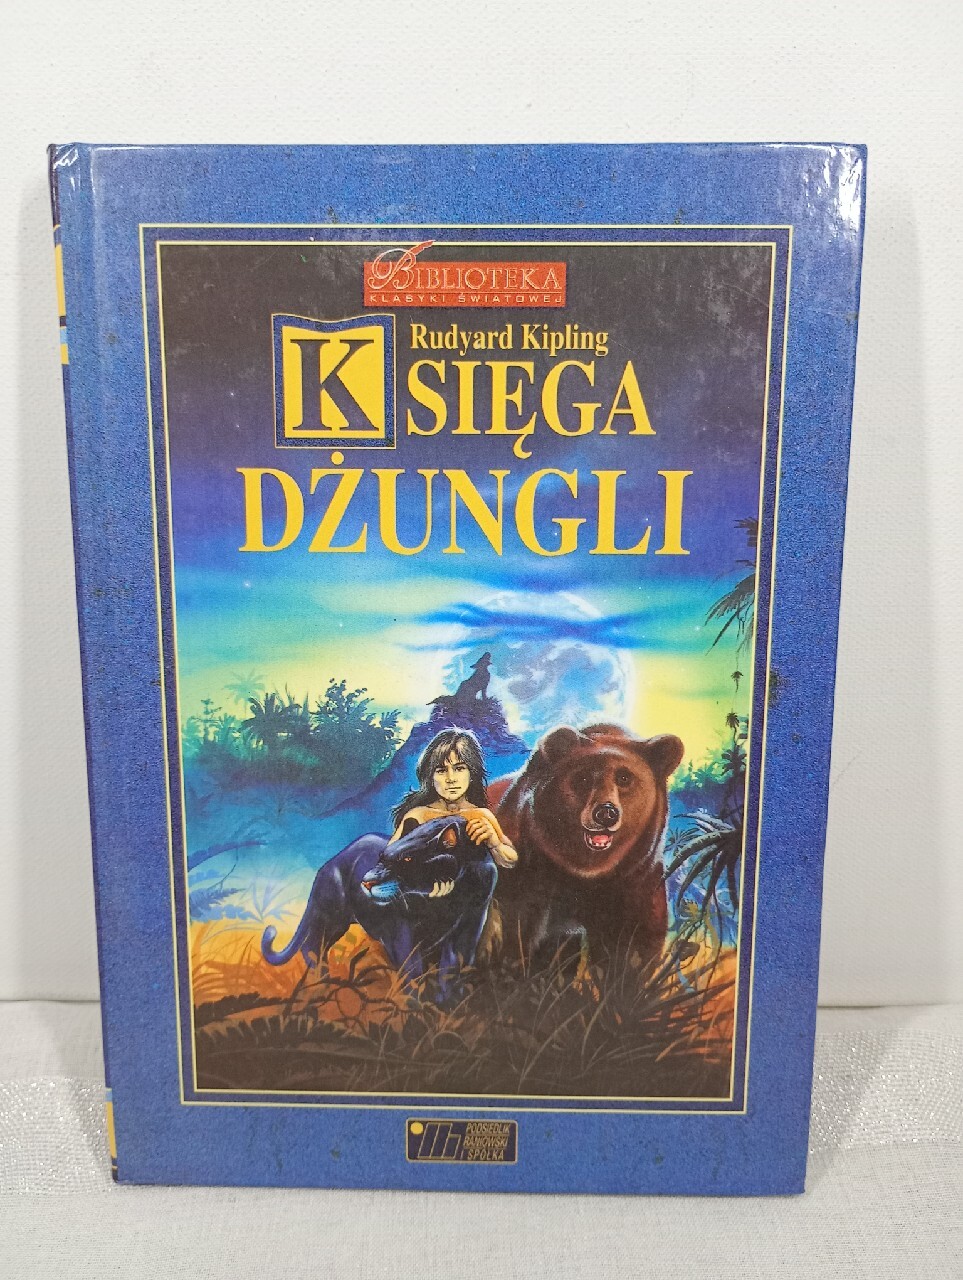 BIBLIOTEKA
KLASYKI ŚWIATOWEJ
Rudyard Kipling
KSIĘGA
DŻUNGLI
PODSIEDLIK
RANIOWSKI
I SPÓŁKA